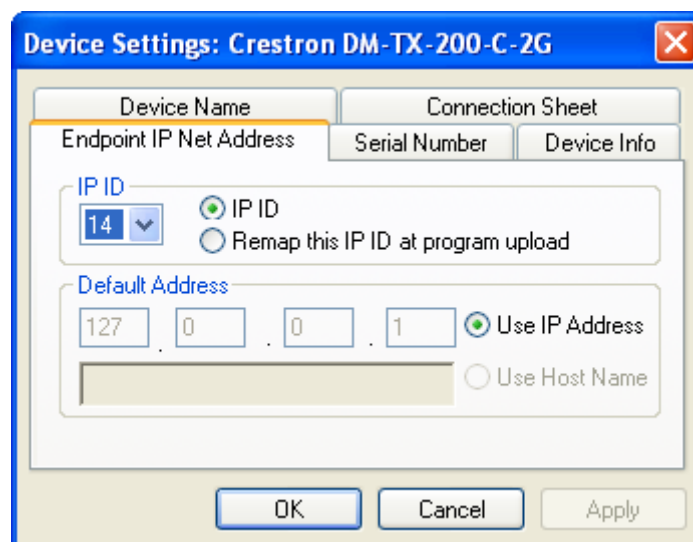 Device Settings: Crestron DM-TX-200-C-2G
Device Name Connection Sheet
Endpoint IP Net Address Serial Number Device Info
IP ID
14 IP ID
Remap this IP ID at program upload
Default Address
127 . 0 . 0 . 1 Use IP Address
Use Host Name
OK Cancel Apply